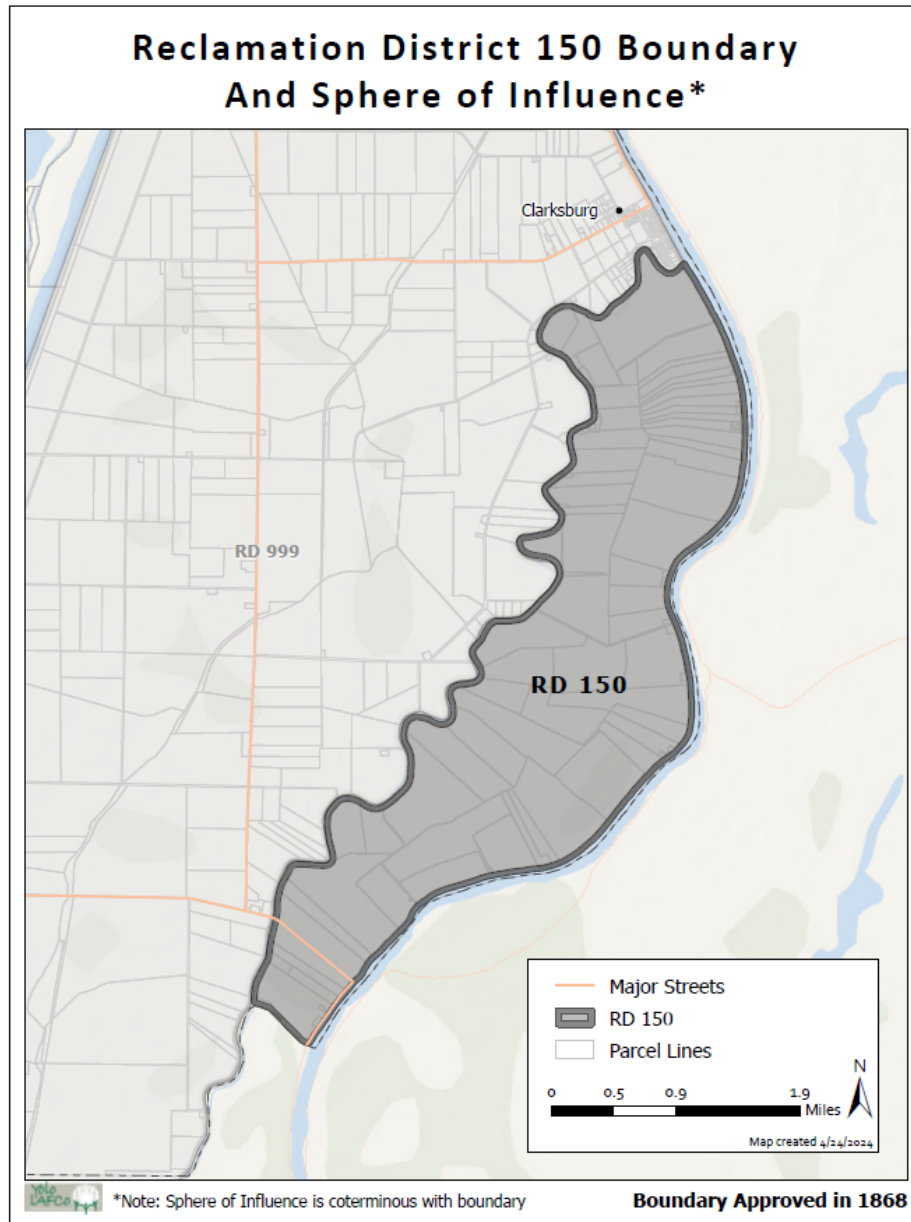 Reclamation District 150 Boundary
And Sphere of Influence*
Clarksburg
RD 999
RD 150
Major Streets
RD 150
Parcel Lines
N
0 0.5 0.9 1.9
Miles
Map created 4/24/2024
Yolo
LAFCo
*Note: Sphere of Influence is coterminous with boundary
Boundary Approved in 1868